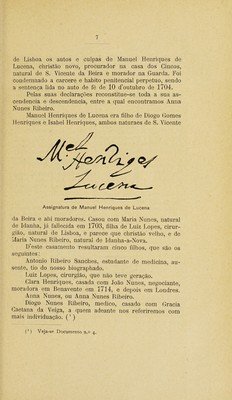 7
de Lisboa os autos e culpas de Manuel Henriques de
Lucena, christão novo, procurador na casa dos Cincos,
natural de S. Vicente da Beira e morador na Guarda. Foi
condemnado a carcere e habito penitencial perpetuo, sendo
a sentença lida no auto de fé de 10 d'outubro de 1704.
Pelas suas declarações reconstitue-se toda a sua as-
cendencia e descendencia, entre a qual encontramos Anna
Nunes Ribeiro.
Manuel Henriques de Lucena era filho de Diogo Gomes
Henriques e Isabel Henriques, ambos naturaes de S. Vicente
Mel Henriges
Lucena
Assignatura de Manuel Henriques de Lucena
da Beira e ahi moradores. Casou com Maria Nunes, natural
de Idanha, já fallecida em 1703, filha de Luiz Lopes, cirur-
gião, natural de Lisboa, e parece que christão velho, e de
Maria Nunes Ribeiro, natural de Idanha-a-Nova.
D'este casamento resultaram cinco filhos, que são os
seguintes:
Antonio Ribeiro Sanches, estudante de medicina, au-
sente, tio do nosso biographado.
Luiz Lopes, cirurgião, que não teve geração.
Clara Henriques, casada com João Nunes, negociante,
moradora em Benavente em 1714, e depois em Londres.
Anna Nunes, ou Anna Nunes Ribeiro.
Diogo Nunes Ribeiro, medico, casado com Gracia
Caetana da Veiga, a quem adeante nos referiremos com
mais individuação. (1)
(1) Veja-se Documento n.o 4.